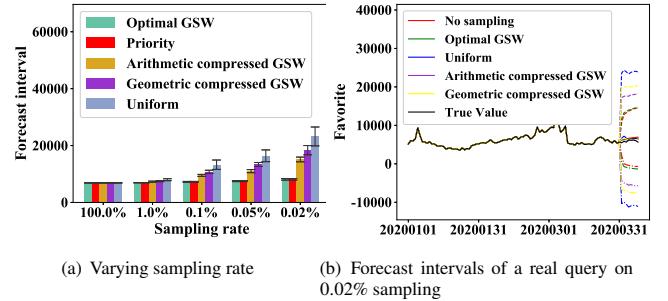 (a)
Optimal GSW
Priority
Arithmetic compressed GSW
Geometric compressed GSW
Uniform
Forecast interval
60000
40000
20000
0
100.0% 1.0% 0.1% 0.05% 0.02%
Sampling rate
(b)
No sampling
Optimal GSW
Uniform
Arithmetic compressed GSW
Geometric compressed GSW
True Value
Favorite
40000
30000
20000
10000
0
-10000
20200101 20200131 20200301 20200331
(a) Varying sampling rate
(b) Forecast intervals of a real query on
0.02% sampling